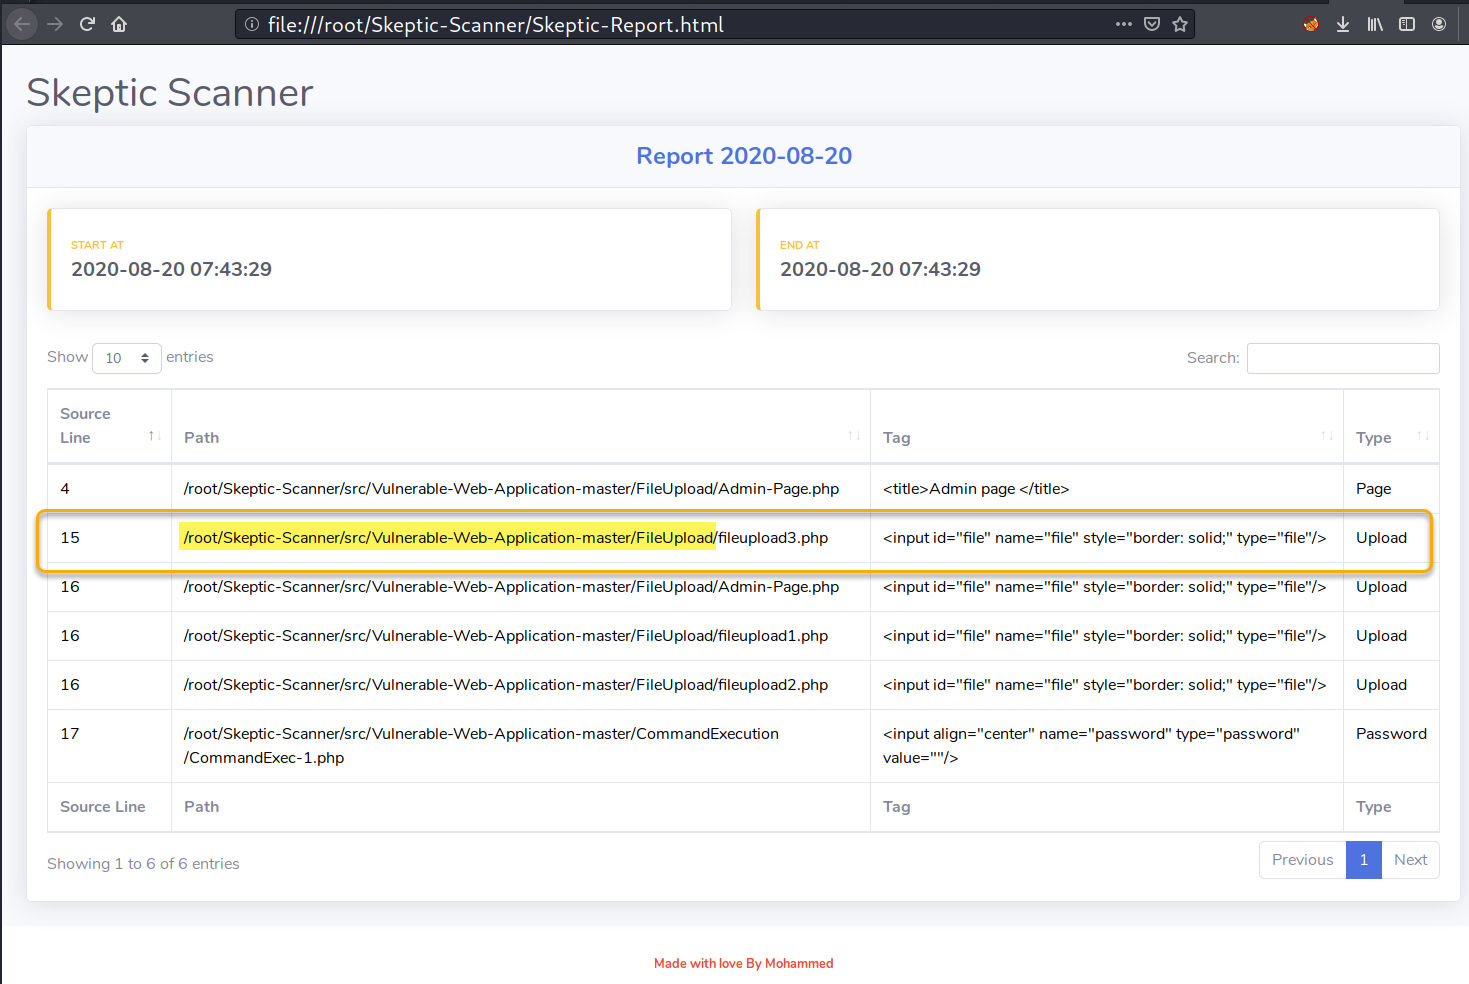 file:///root/Skeptic-Scanner/Skeptic-Report.html
Skeptic Scanner
Report 2020-08-20
START AT
2020-08-20 07:43:29
END AT
2020-08-20 07:43:29
Show 10 entries
Search:
Source Line Path Tag Type
4 /root/Skeptic-Scanner/src/Vulnerable-Web-Application-master/FileUpload/Admin-Page.php <title>Admin page </title> Page
15 /root/Skeptic-Scanner/src/Vulnerable-Web-Application-master/FileUpload/fileupload3.php <input id="file" name="file" style="border: solid;" type="file"/> Upload
16 /root/Skeptic-Scanner/src/Vulnerable-Web-Application-master/FileUpload/Admin-Page.php <input id="file" name="file" style="border: solid;" type="file"/> Upload
16 /root/Skeptic-Scanner/src/Vulnerable-Web-Application-master/FileUpload/fileupload1.php <input id="file" name="file" style="border: solid;" type="file"/> Upload
16 /root/Skeptic-Scanner/src/Vulnerable-Web-Application-master/FileUpload/fileupload2.php <input id="file" name="file" style="border: solid;" type="file"/> Upload
17 /root/Skeptic-Scanner/src/Vulnerable-Web-Application-master/CommandExecution <input align="center" name="password" type="password" Password
/CommandExec-1.php value=""/>
Source Line Path Tag Type
Showing 1 to 6 of 6 entries
Previous 1 Next
Made with love By Mohammed